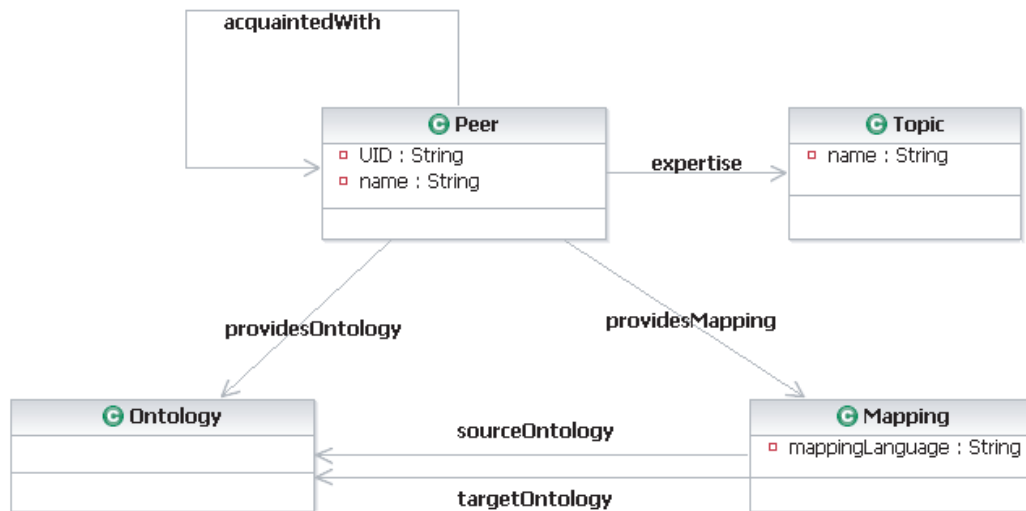 acquaintedWith
C Peer
UID : String
name : String
expertise
C Topic
name : String
providesOntology
providesMapping
C Ontology
sourceOntology
targetOntology
C Mapping
mappingLanguage : String